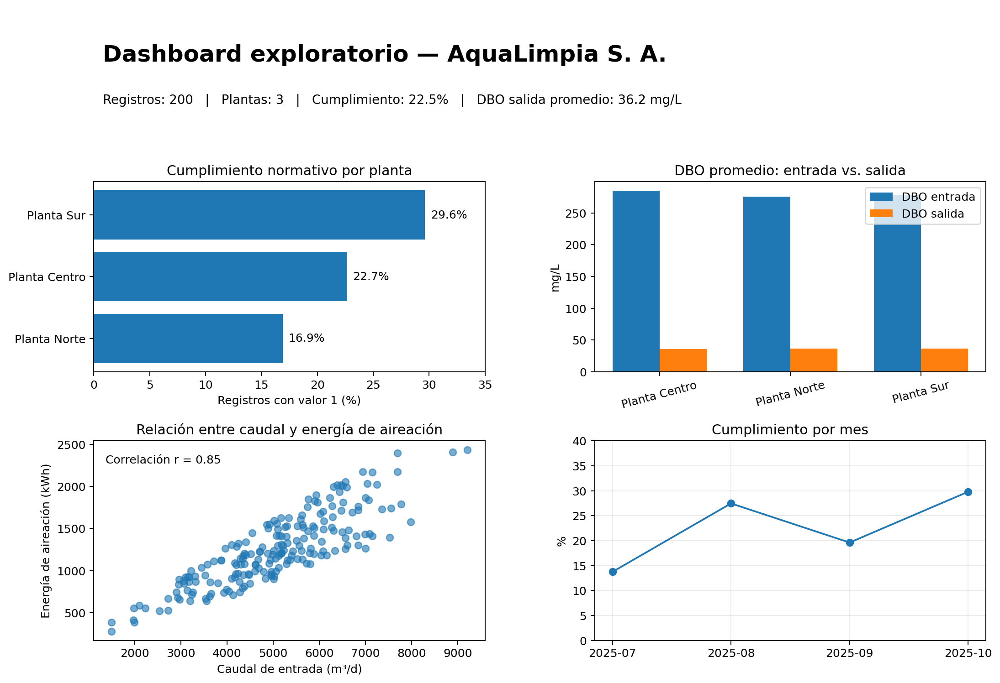 Dashboard exploratorio — AquaLimpia S. A.
Registros: 200 | Plantas: 3 | Cumplimiento: 22.5% | DBO salida promedio: 36.2 mg/L
Cumplimiento normativo por planta
Planta Sur
29.6%
Planta Centro
22.7%
Planta Norte
16.9%
0 5 10 15 20 25 30 35
Registros con valor 1 (%)
DBO promedio: entrada vs. salida
DBO entrada
DBO salida
mg/L
250
200
150
100
50
0
Planta Centro Planta Norte Planta Sur
Relación entre caudal y energía de aireación
Correlación r = 0.85
Energía de aireación (kWh)
2500
2000
1500
1000
500
2000 3000 4000 5000 6000 7000 8000 9000
Caudal de entrada (m³/d)
Cumplimiento por mes
%
40
35
30
25
20
15
10
5
0
2025-07 2025-08 2025-09 2025-10